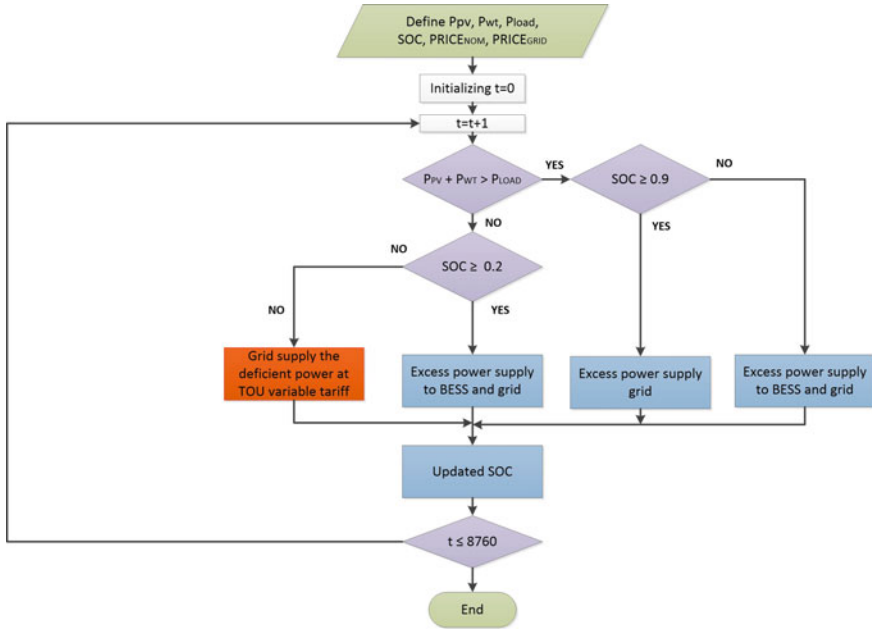 Define Ppv, Pwt, Pload,
SOC, PRICENOM, PRICEGRID
Initializing t=0
t=t+1
PPV + PWT > PLOAD
YES
SOC ≥ 0.9
NO
NO
YES
NO
SOC ≥ 0.2
NO
YES
Grid supply the
deficient power at
TOU variable tariff
Excess power supply
to BESS and grid
Excess power supply
grid
Excess power supply
to BESS and grid
Updated SOC
t ≤ 8760
End